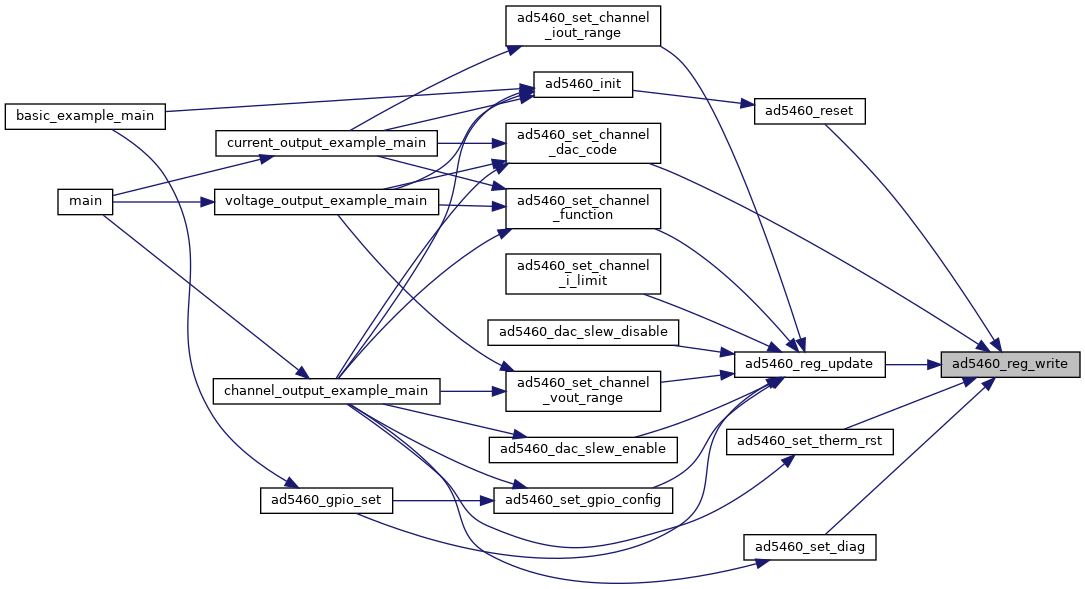 ad5460_set_channel
_iout_range
ad5460_init
basic_example_main
ad5460_reset
current_output_example_main
ad5460_set_channel
_dac_code
main
voltage_output_example_main
ad5460_set_channel
_function
ad5460_set_channel
_i_limit
ad5460_dac_slew_disable
ad5460_reg_update
ad5460_reg_write
channel_output_example_main
ad5460_set_channel
_vout_range
ad5460_dac_slew_enable
ad5460_set_therm_rst
ad5460_gpio_set
ad5460_set_gpio_config
ad5460_set_diag